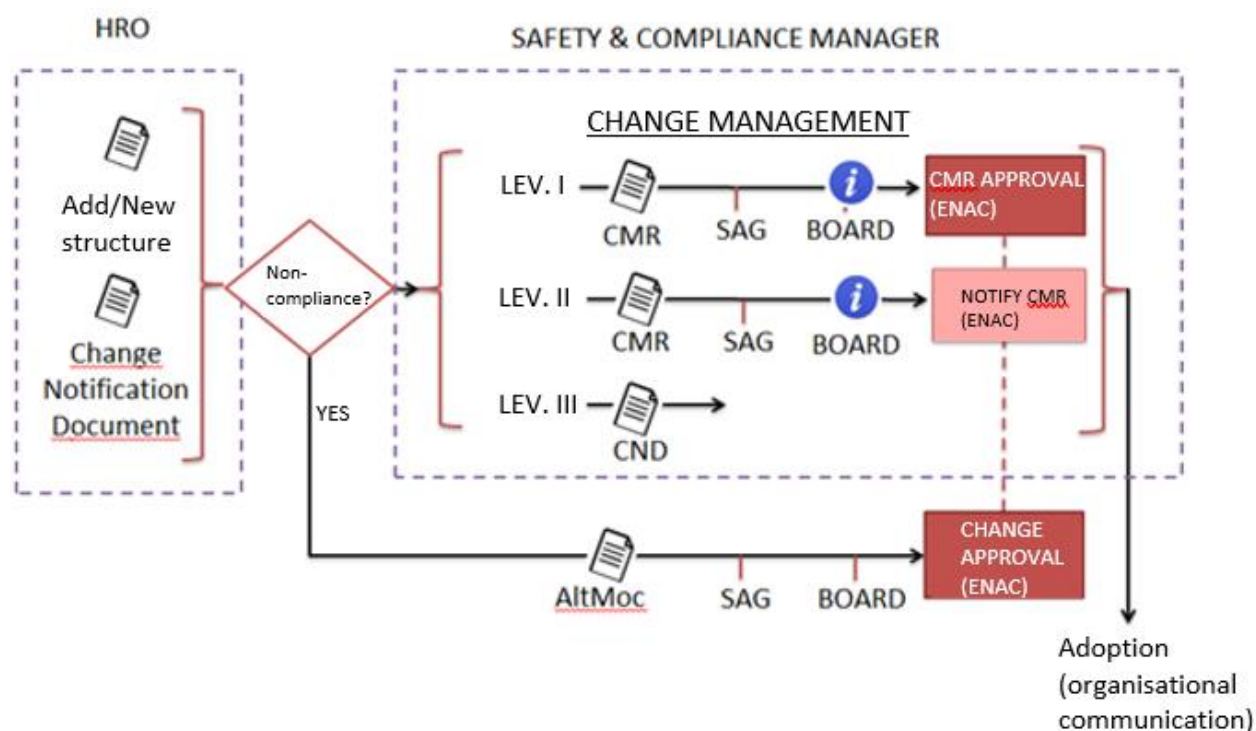 HRO
SAFETY & COMPLIANCE MANAGER
Add/New
structure
Change
Notification
Document
Non-
compliance?
YES
CHANGE MANAGEMENT
LEV. I
CMR
SAG
i
BOARD
CMR APPROVAL
(ENAC)
LEV. II
CMR
SAG
i
BOARD
NOTIFY CMR
(ENAC)
LEV. III
CND
AltMoc
SAG
BOARD
CHANGE
APPROVAL
(ENAC)
Adoption
(organisational
communication)